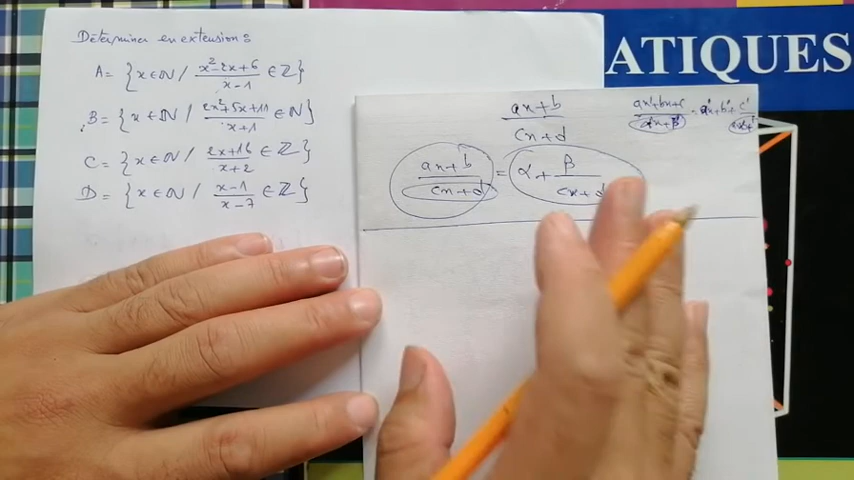 Déterminer en extension :
A = { x ∈ ℕ / x² - 2x + 6 / x - 1 ∈ ℤ }
B = { x ∈ ℕ / 2x² + 5x + 11 / x + 1 ∈ ℕ }
C = { x ∈ ℕ / 2x + 16 / x + 2 ∈ ℤ }
D = { x ∈ ℕ / x - 1 / x - 7 ∈ ℤ }
ATIQUES
ax + b / cx + d
ax + b / cx + d = α + β / cx + d